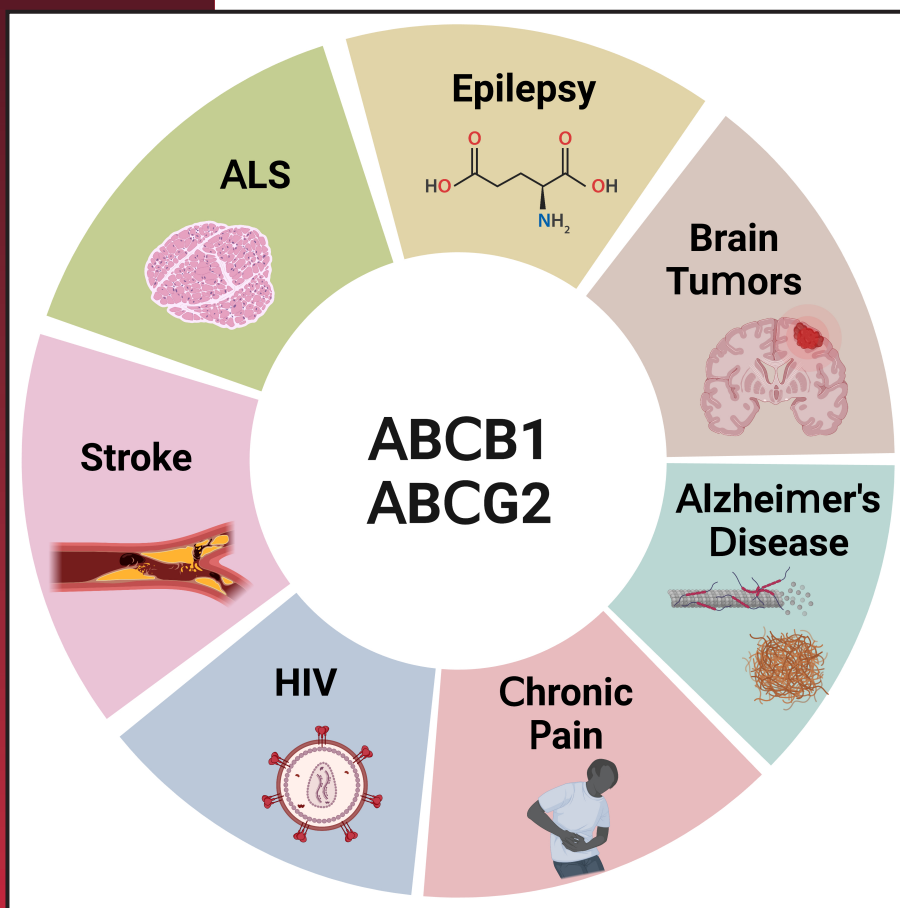 Epilepsy
O
O
HO
OH
NH2
ALS
Brain
Tumors
Stroke
ABCB1
ABCG2
Alzheimer's
Disease
HIV
Chronic
Pain